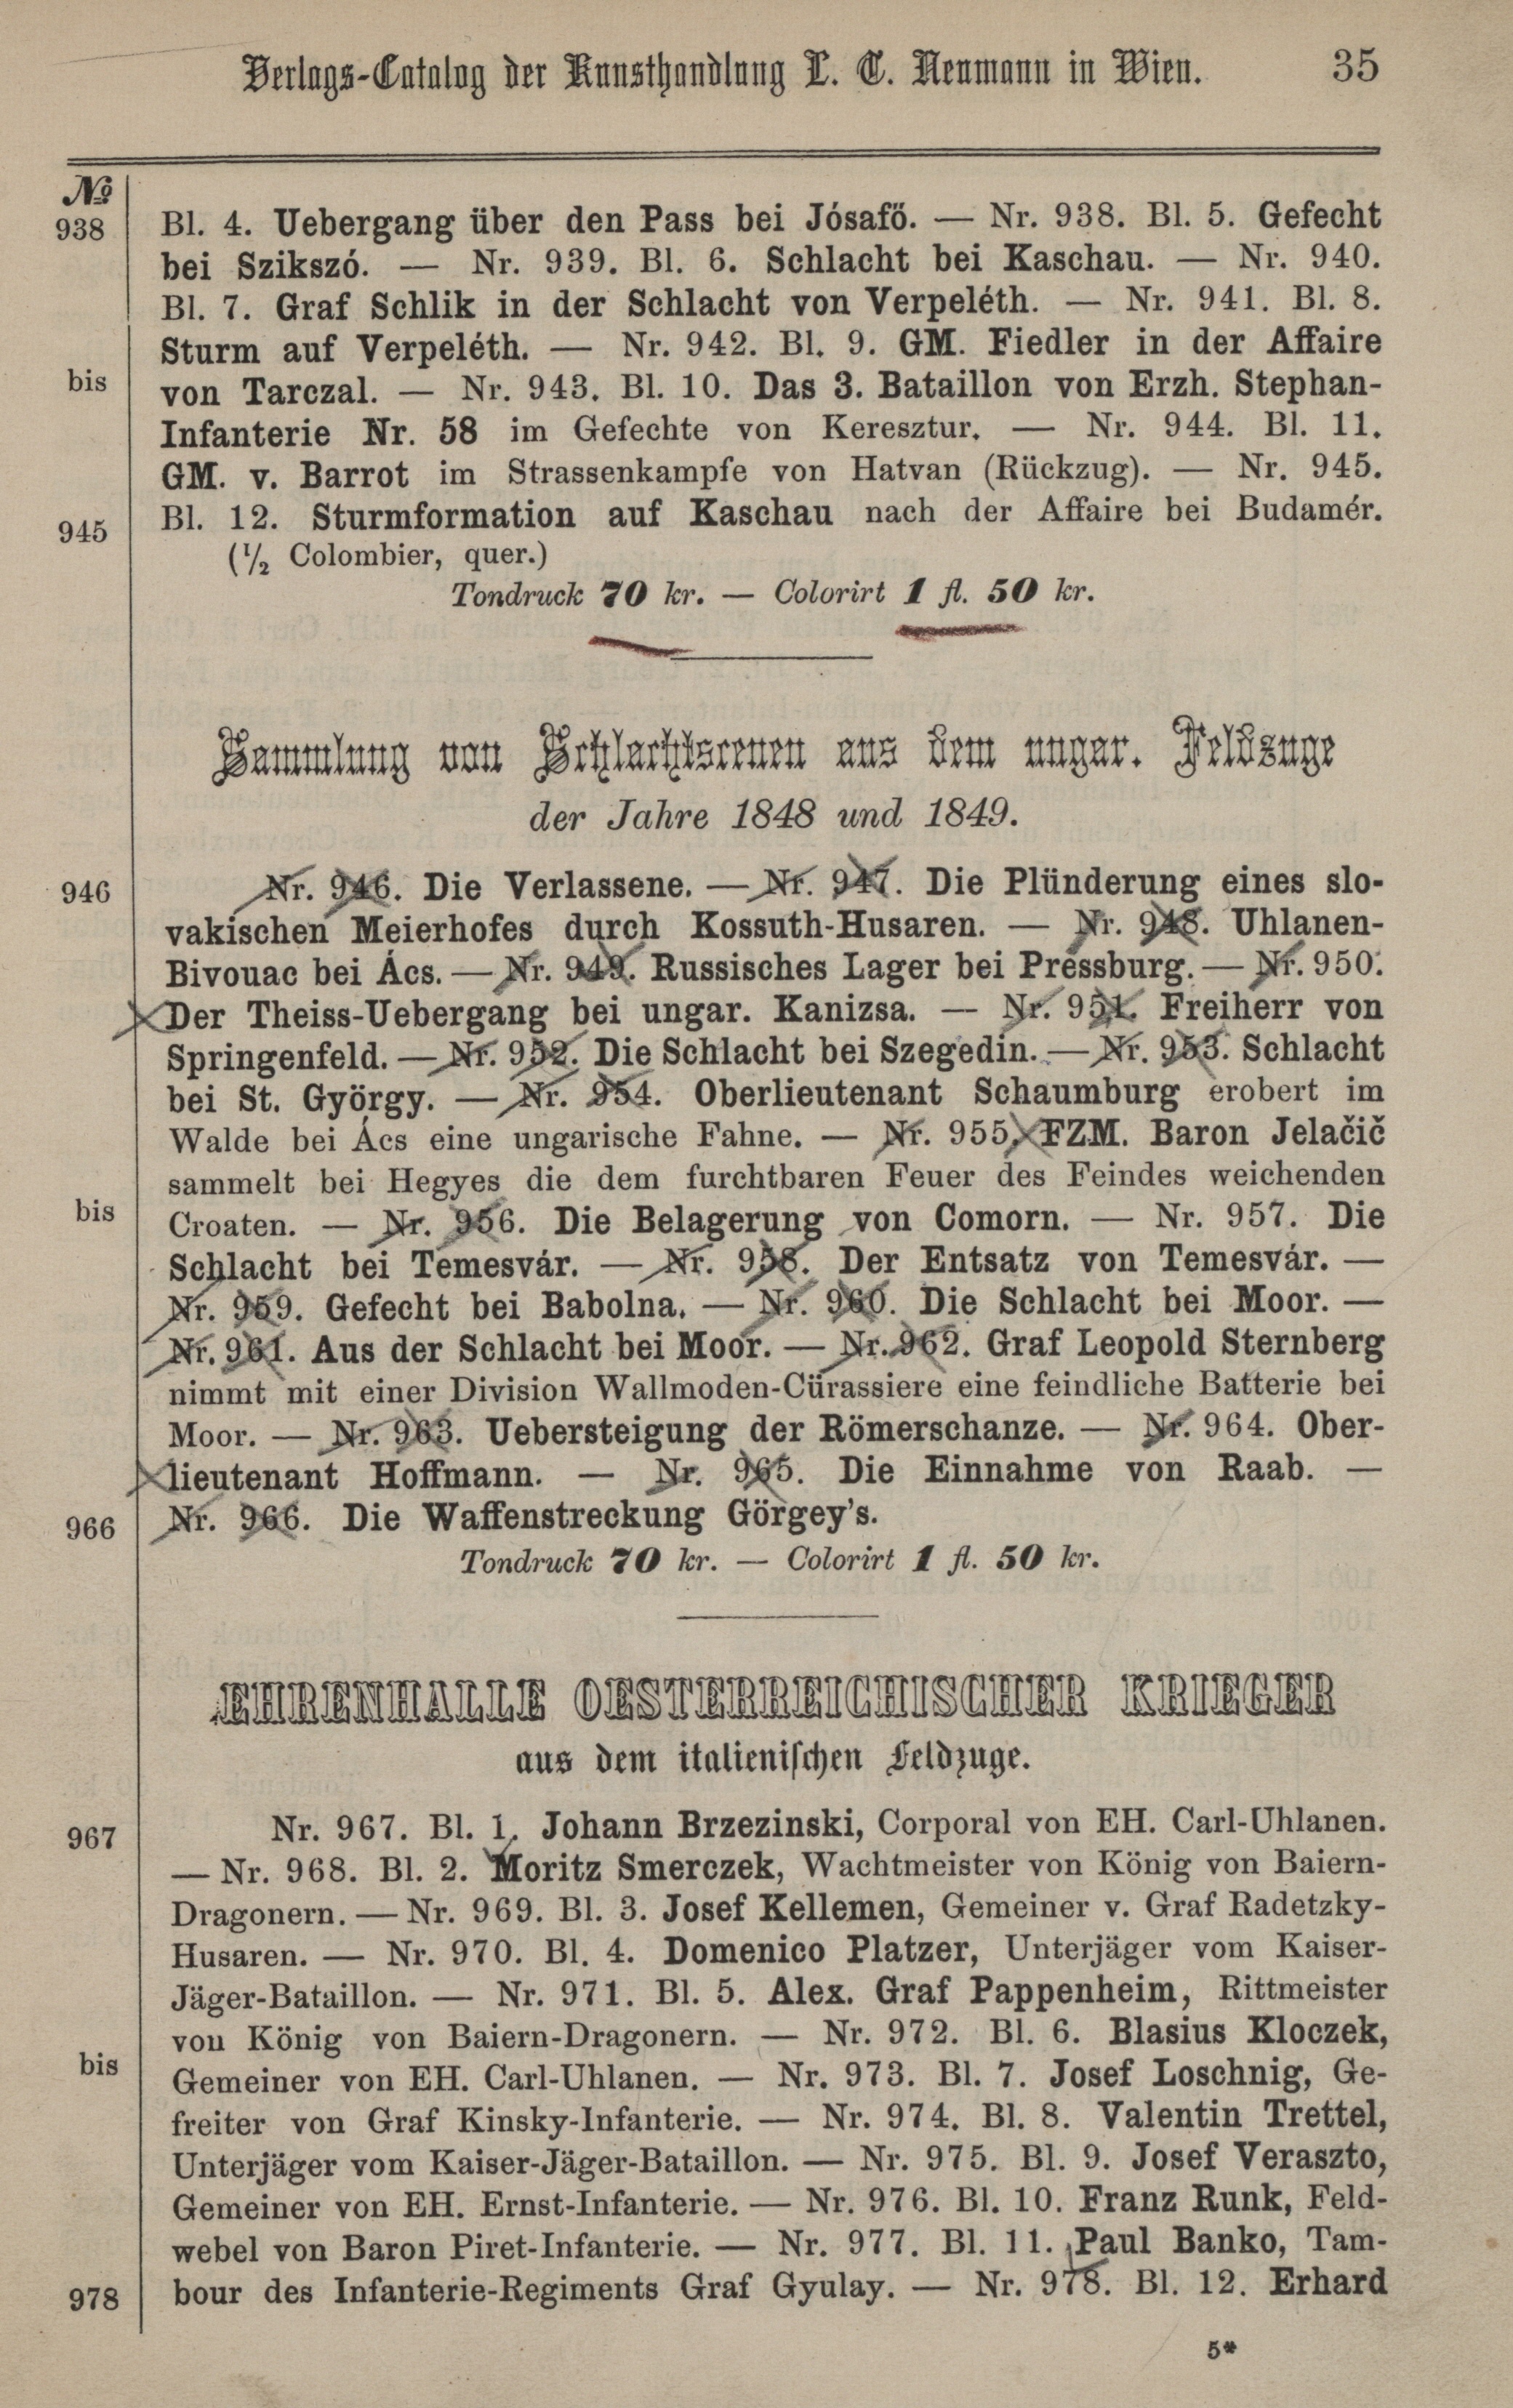 Verlags-Catalog der Kunsthandlung L. T. Neumann in Wien. 35
№
938 Bl. 4. Uebergang über den Pass bei Jósafö. — Nr. 938. Bl. 5. Gefecht
bei Szikszó. — Nr. 939. Bl. 6. Schlacht bei Kaschau. — Nr. 940.
Bl. 7. Graf Schlik in der Schlacht von Verpeléth. — Nr. 941. Bl. 8.
Sturm auf Verpeléth. — Nr. 942. Bl. 9. GM. Fiedler in der Affaire
bis von Tarczal. — Nr. 943. Bl. 10. Das 3. Bataillon von Erzh. Stephan-
Infanterie Nr. 58 im Gefechte von Keresztur. — Nr. 944. Bl. 11.
GM. v. Barrot im Strassenkampfe von Hatvan (Rückzug). — Nr. 945.
945 Bl. 12. Sturmformation auf Kaschau nach der Affaire bei Budamér.
(½ Colombier, quer.)
Tondruck 70 kr. — Colorirt 1 fl. 50 kr.
Sammlung von Schlachtscenen aus dem ungar. Feldzuge
der Jahre 1848 und 1849.
946 Nr. 946. Die Verlassene. — Nr. 947. Die Plünderung eines slo-
vakischen Meierhofes durch Kossuth-Husaren. — Nr. 948. Uhlanen-
Bivouac bei Ács. — Nr. 949. Russisches Lager bei Pressburg. — Nr. 950.
Der Theiss-Uebergang bei ungar. Kanizsa. — Nr. 951. Freiherr von
Springenfeld. — Nr. 952. Die Schlacht bei Szegedin. — Nr. 953. Schlacht
bei St. György. — Nr. 954. Oberlieutenant Schaumburg erobert im
Walde bei Ács eine ungarische Fahne. — Nr. 955. FZM. Baron Jelačič
sammelt bei Hegyes die dem furchtbaren Feuer des Feindes weichenden
bis Croaten. — Nr. 956. Die Belagerung von Comorn. — Nr. 957. Die
Schlacht bei Temesvár. — Nr. 958. Der Entsatz von Temesvár. —
Nr. 959. Gefecht bei Babolna. — Nr. 960. Die Schlacht bei Moor. —
Nr. 961. Aus der Schlacht bei Moor. — Nr. 962. Graf Leopold Sternberg
nimmt mit einer Division Wallmoden-Cürassiere eine feindliche Batterie bei
Moor. — Nr. 963. Uebersteigung der Römerschanze. — Nr. 964. Ober-
lieutenant Hoffmann. — Nr. 965. Die Einnahme von Raab. —
966 Nr. 966. Die Waffenstreckung Görgey's.
Tondruck 70 kr. — Colorirt 1 fl. 50 kr.
EHRENHALLE OESTERREICHISCHER KRIEGER
aus dem italienischen Feldzuge.
967 Nr. 967. Bl. 1. Johann Brzezinski, Corporal von EH. Carl-Uhlanen.
— Nr. 968. Bl. 2. Moritz Smerczek, Wachtmeister von König von Baiern-
Dragonern. — Nr. 969. Bl. 3. Josef Kellemen, Gemeiner v. Graf Radetzky-
Husaren. — Nr. 970. Bl. 4. Domenico Platzer, Unterjäger vom Kaiser-
Jäger-Bataillon. — Nr. 971. Bl. 5. Alex. Graf Pappenheim, Rittmeister
von König von Baiern-Dragonern. — Nr. 972. Bl. 6. Blasius Kloczek,
bis Gemeiner von EH. Carl-Uhlanen. — Nr. 973. Bl. 7. Josef Loschnig, Ge-
freiter von Graf Kinsky-Infanterie. — Nr. 974. Bl. 8. Valentin Trettel,
Unterjäger vom Kaiser-Jäger-Bataillon. — Nr. 975. Bl. 9. Josef Veraszto,
Gemeiner von EH. Ernst-Infanterie. — Nr. 976. Bl. 10. Franz Runk, Feld-
webel von Baron Piret-Infanterie. — Nr. 977. Bl. 11. Paul Banko, Tam-
978 bour des Infanterie-Regiments Graf Gyulay. — Nr. 978. Bl. 12. Erhard
5*